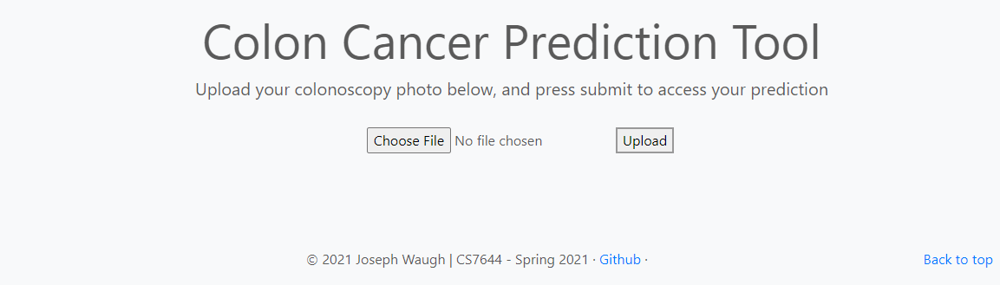 Colon Cancer Prediction Tool
Upload your colonoscopy photo below, and press submit to access your prediction
Choose File No file chosen Upload
© 2021 Joseph Waugh | CS7644 - Spring 2021 · Github · Back to top